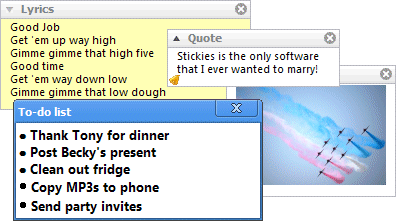 Lyrics
Good Job
Get 'em up way high
Gimme gimme that high five
Good time
Get 'em way down low
Gimme gimme that low dough
Quote
Stickies is the only software
that I ever wanted to marry!
To-do list
• Thank Tony for dinner
• Post Becky's present
• Clean out fridge
• Copy MP3s to phone
• Send party invites